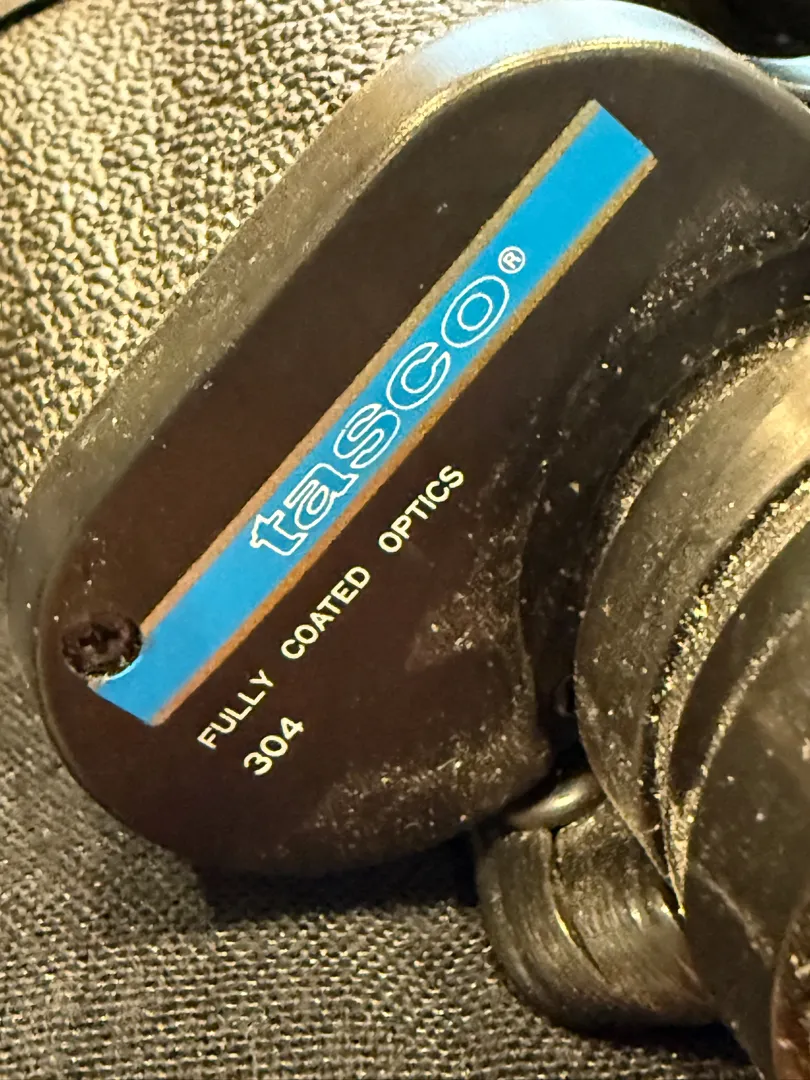 tasco®
FULLY COATED OPTICS
304